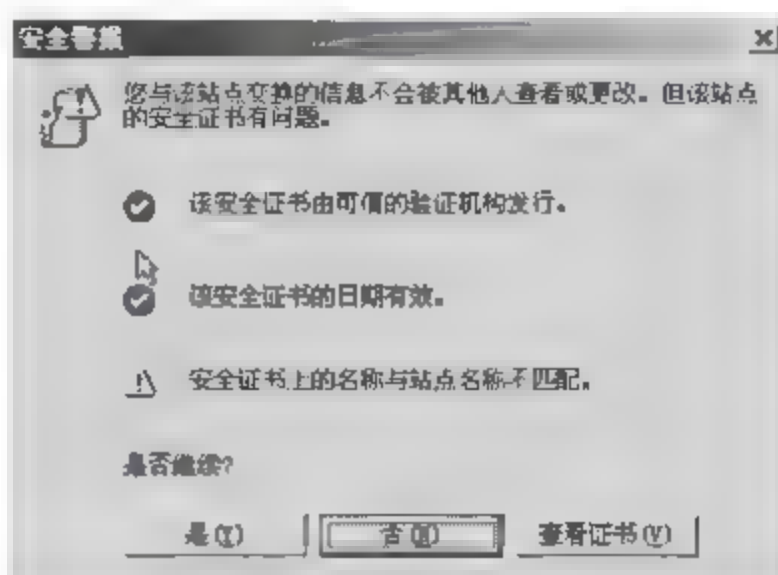 安全警报
您与该站点交换的信息不会被其他人查看或更改。但该站点
的安全证书有问题。
该安全证书由可信的验证机构发行。
该安全证书的日期有效。
安全证书上的名称与站点名称不匹配。
是否继续?
是(Y)
否(N)
查看证书(V)